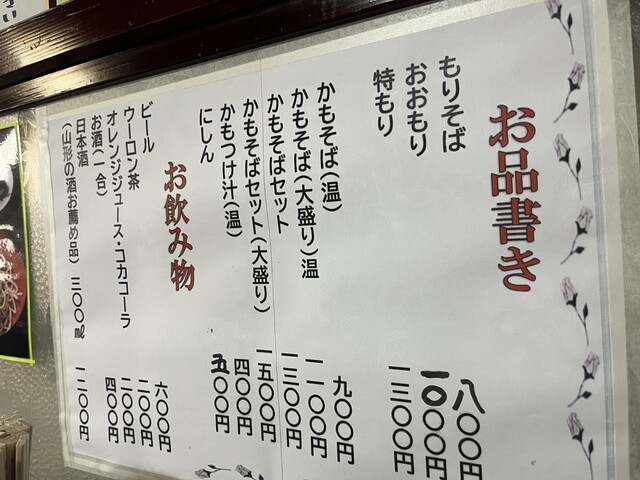 お品書き
もりそば 八〇〇円
おおもり 一〇〇〇円
特もり 一三〇〇円
かもそば(温) 九〇〇円
かもそば(大盛り)温 一一〇〇円
かもそばセット 一三〇〇円
かもそばセット(大盛り) 一五〇〇円
かもつけ汁(温) 四〇〇円
にしん 五〇〇円
お飲み物
ビール 六〇〇円
ウーロン茶 二〇〇円
オレンジジュース・コカコーラ 二〇〇円
お酒(一合) 四〇〇円
日本酒
(山形の酒お薦め品) 三〇〇ml 一二〇〇円
さい